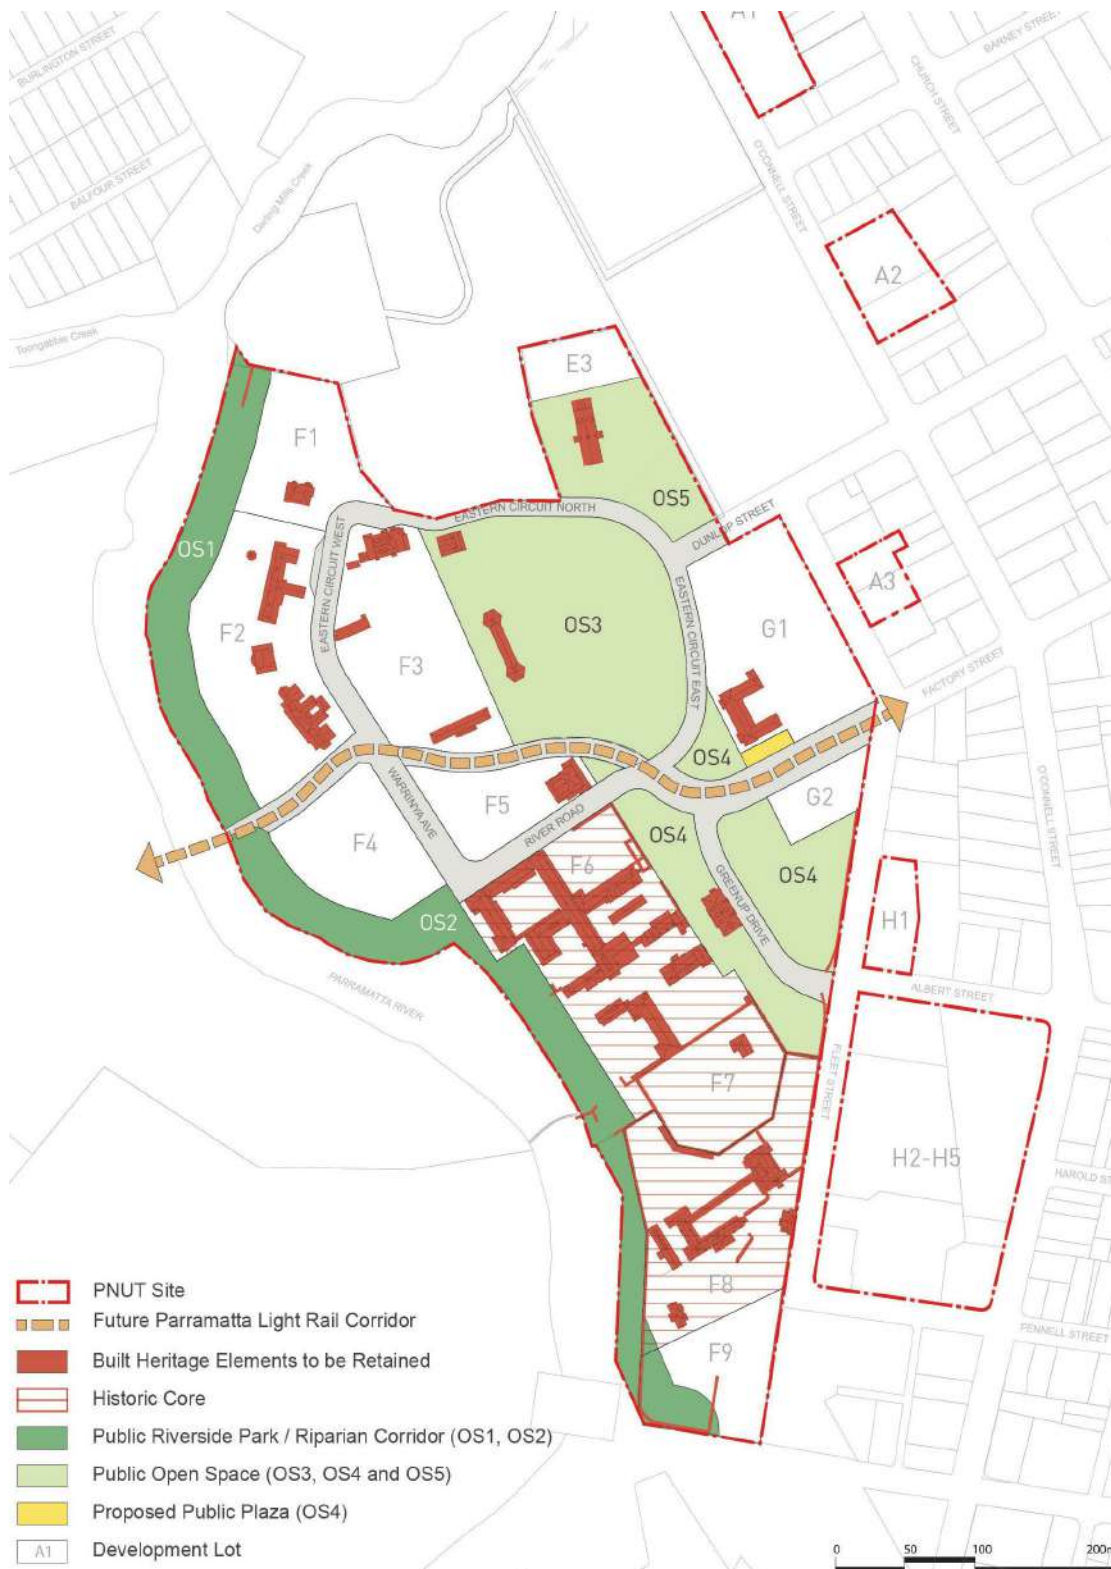 A1
BARNEY STREET
BURLINGTON STREET
CHURCH STREET
BALFOUR STREET
O'CONNELL STREET
Darling Mills Creek
A2
Toongabbie Creek
E3
F1
OS5
EASTERN CIRCUIT NORTH
DUNLOP STREET
OS1
EASTERN CIRCUIT WEST
A3
F2
OS3
G1
EASTERN CIRCUIT EAST
F3
FACTORY STREET
OS4
WARRINYA AVE
F5
G2
O'CONNELL STREET
RIVER ROAD
F4
F6
OS4
OS4
GREENUP DRIVE
OS2
H1
PARRAMATTA RIVER
ALBERT STREET
FLEET STREET
F7
H2-H5
HAROLD ST
F8
PENNELL STREET
F9
PNUT Site
Future Parramatta Light Rail Corridor
Built Heritage Elements to be Retained
Historic Core
Public Riverside Park / Riparian Corridor (OS1, OS2)
Public Open Space (OS3, OS4 and OS5)
Proposed Public Plaza (OS4)
A1 Development Lot
0 50 100 200m